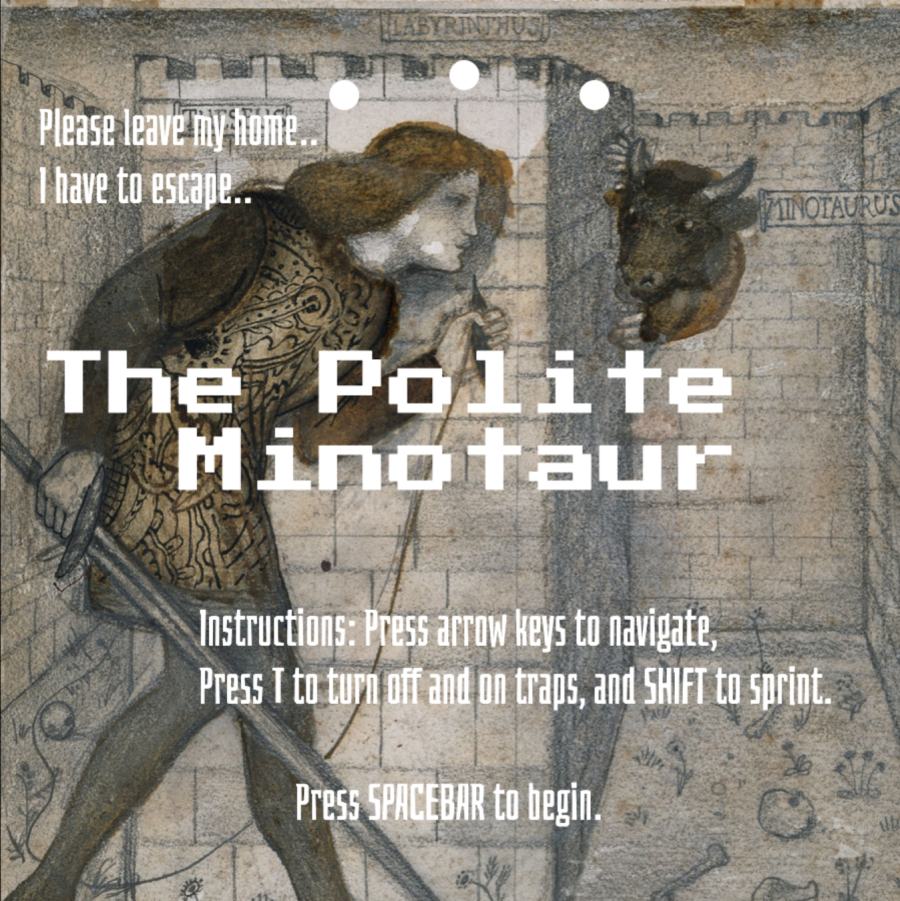 LABYRINTHUS
THESEUS
Please leave my home..
I have to escape..
MINOTAURUS
The Polite
Minotaur
Instructions: Press arrow keys to navigate,
Press T to turn off and on traps, and SHIFT to sprint.
Press SPACEBAR to begin.